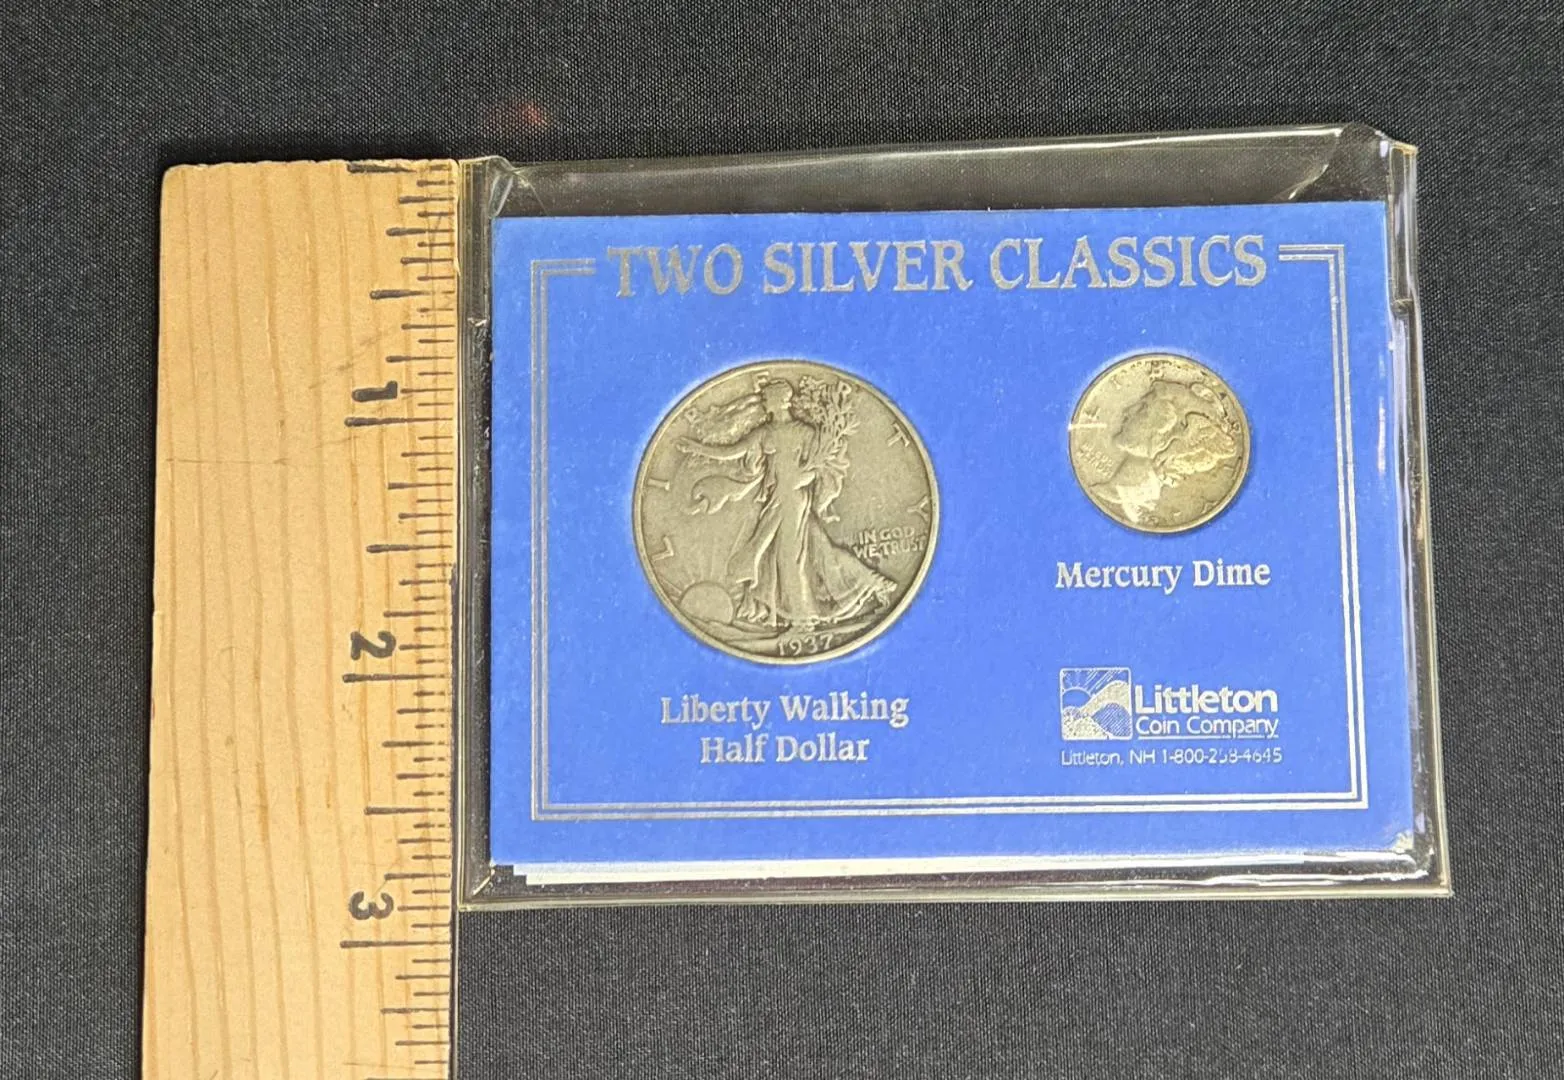 TWO SILVER CLASSICS
LIBERTY
IN GOD
WE TRUST
1937
Liberty Walking
Half Dollar
Mercury Dime
Littleton
Coin Company
Littleton, NH 1-800-258-4645
1
2
3